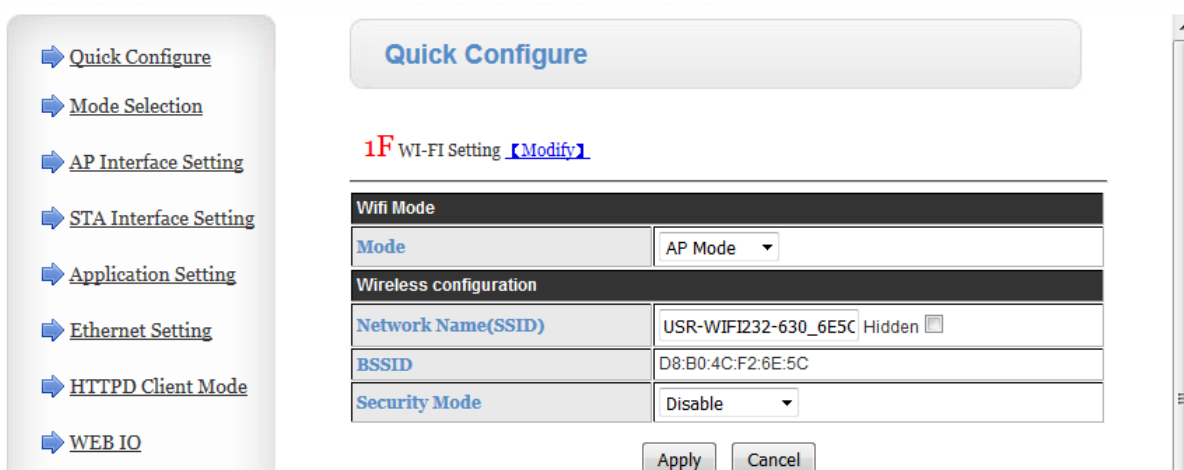 Quick Configure
Mode Selection
AP Interface Setting
STA Interface Setting
Application Setting
Ethernet Setting
HTTPD Client Mode
WEB IO
Quick Configure
1F WI-FI Setting 【Modify】
Wifi Mode
Mode AP Mode
Wireless configuration
Network Name(SSID) USR-WIFI232-630_6E5C Hidden
BSSID D8:B0:4C:F2:6E:5C
Security Mode Disable
Apply Cancel